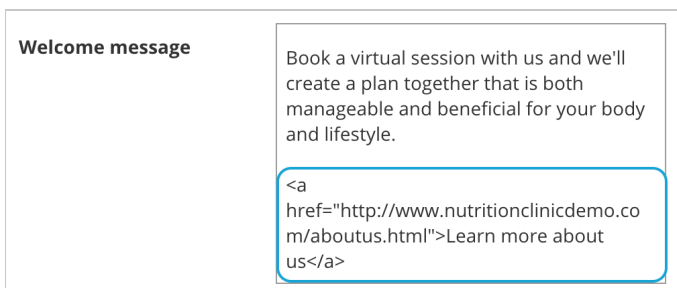 Welcome message
Book a virtual session with us and we'll
create a plan together that is both
manageable and beneficial for your body
and lifestyle.
<a
href="http://www.nutritionclinicdemo.co
m/aboutus.html">Learn more about
us</a>